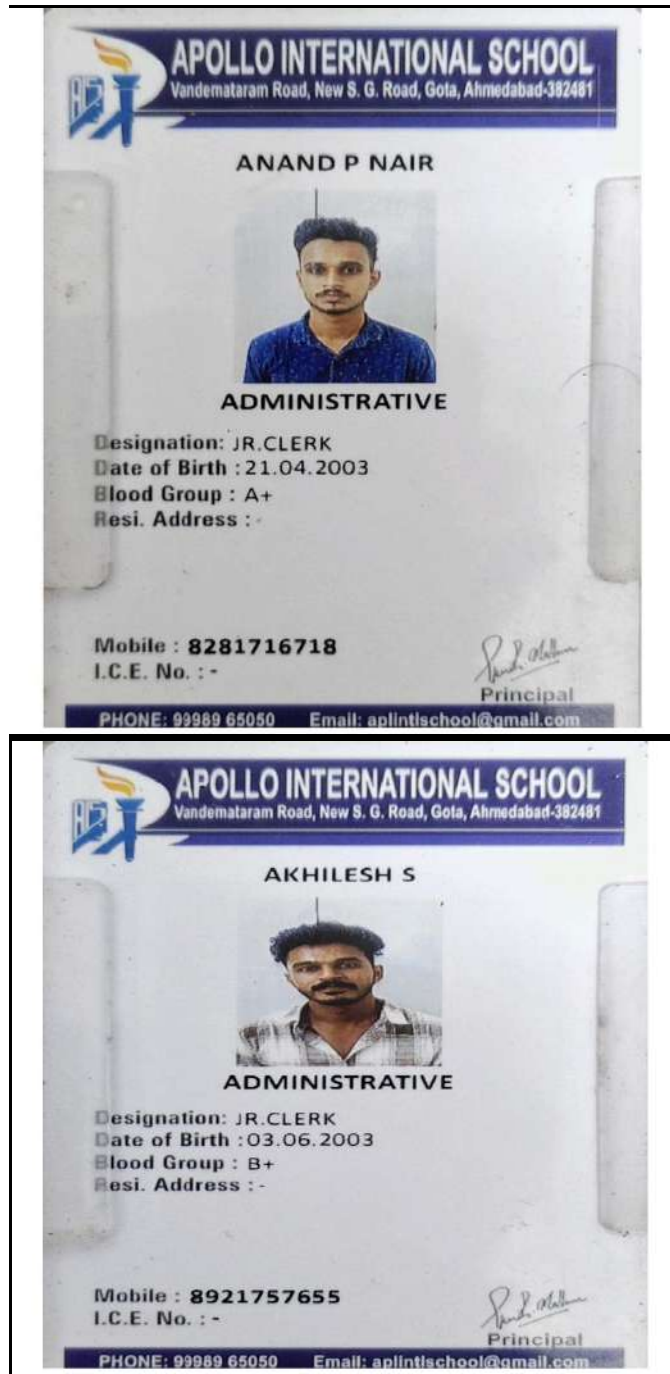 APOLLO INTERNATIONAL SCHOOL
Vandemataram Road, New S. G. Road, Gota, Ahmedabad-382481
ANAND P NAIR
ADMINISTRATIVE
Designation: JR.CLERK
Date of Birth : 21.04.2003
Blood Group : A+
Resi. Address : -
Mobile : 8281716718
I.C.E. No. : -
Principal
PHONE: 99989 65050 Email: aplintlschool@gmail.com
APOLLO INTERNATIONAL SCHOOL
Vandemataram Road, New S. G. Road, Gota, Ahmedabad-382481
AKHILESH S
ADMINISTRATIVE
Designation: JR.CLERK
Date of Birth : 03.06.2003
Blood Group : B+
Resi. Address : -
Mobile : 8921757655
I.C.E. No. : -
Principal
PHONE: 99989 65050 Email: aplintlschool@gmail.com